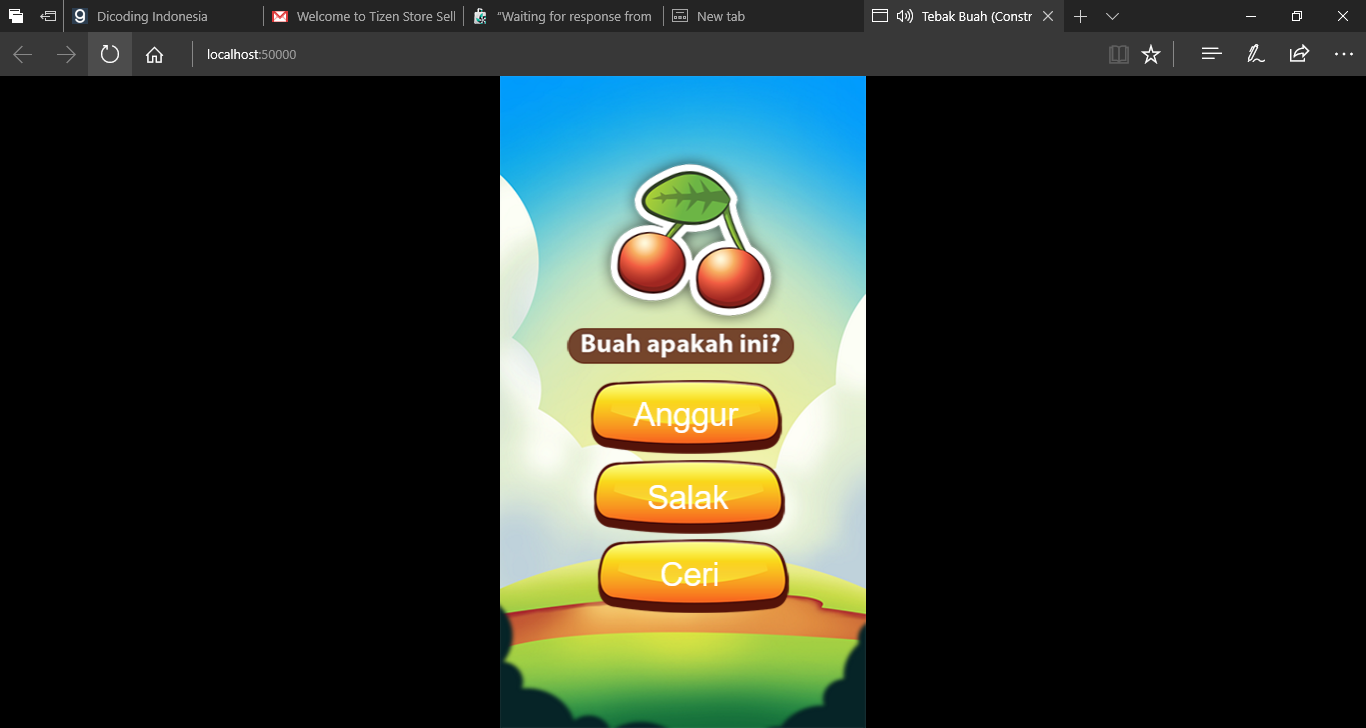 Dicoding Indonesia
Welcome to Tizen Store Sell
"Waiting for response from
New tab
Tebak Buah (Constr
localhost:50000
Buah apakah ini?
Anggur
Salak
Ceri